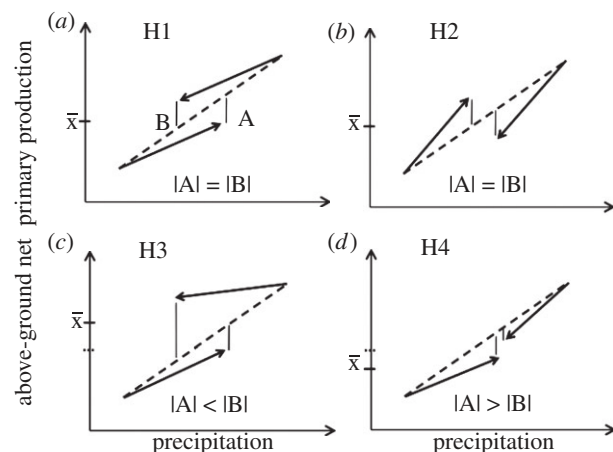 above-ground net primary production
(a)
H1
x̄
B
A
|A| = |B|
(b)
H2
x̄
|A| = |B|
(c)
H3
x̄
|A| < |B|
precipitation
(d)
H4
x̄
|A| > |B|
precipitation